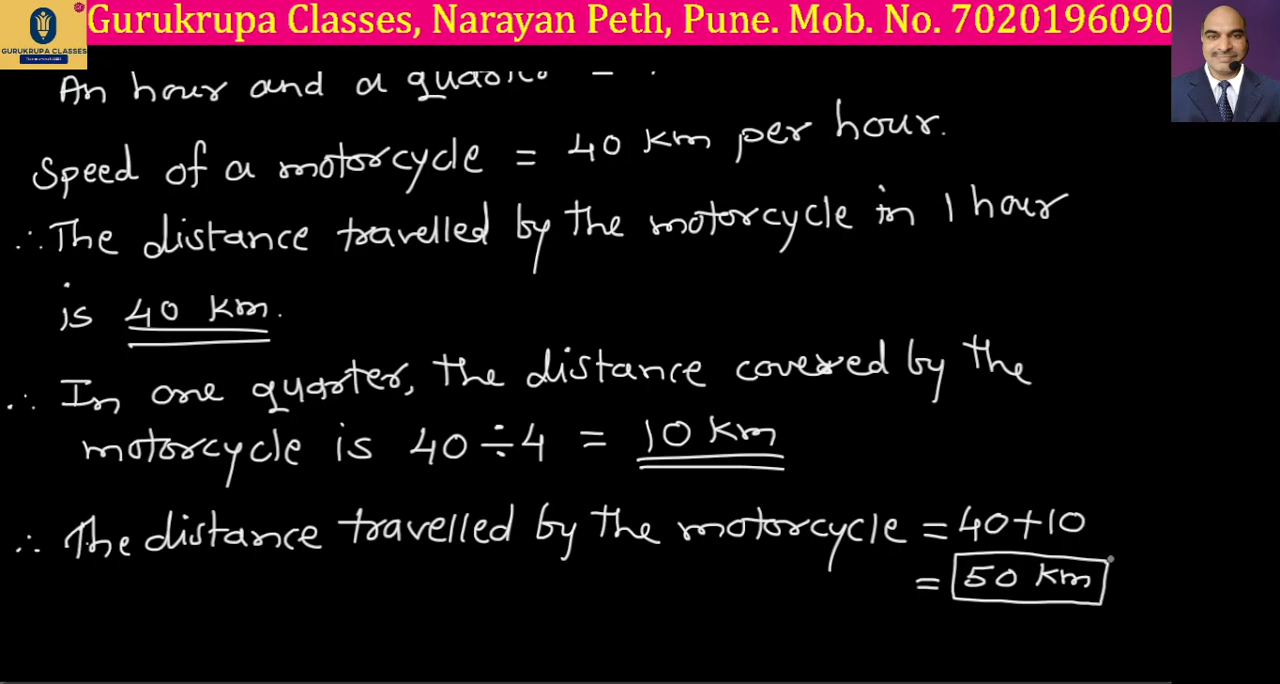 Gurukrupa Classes, Narayan Peth, Pune. Mob. No. 7020196090
GURUKRUPA CLASSES
An hour and a
Speed of a motorcycle = 40 km per hour.
∴ The distance travelled by the motorcycle in 1 hour
is 40 km.
∴ In one quarter, the distance covered by the
motorcycle is 40 ÷ 4 = 10 km
∴ The distance travelled by the motorcycle = 40+10
= 50 km